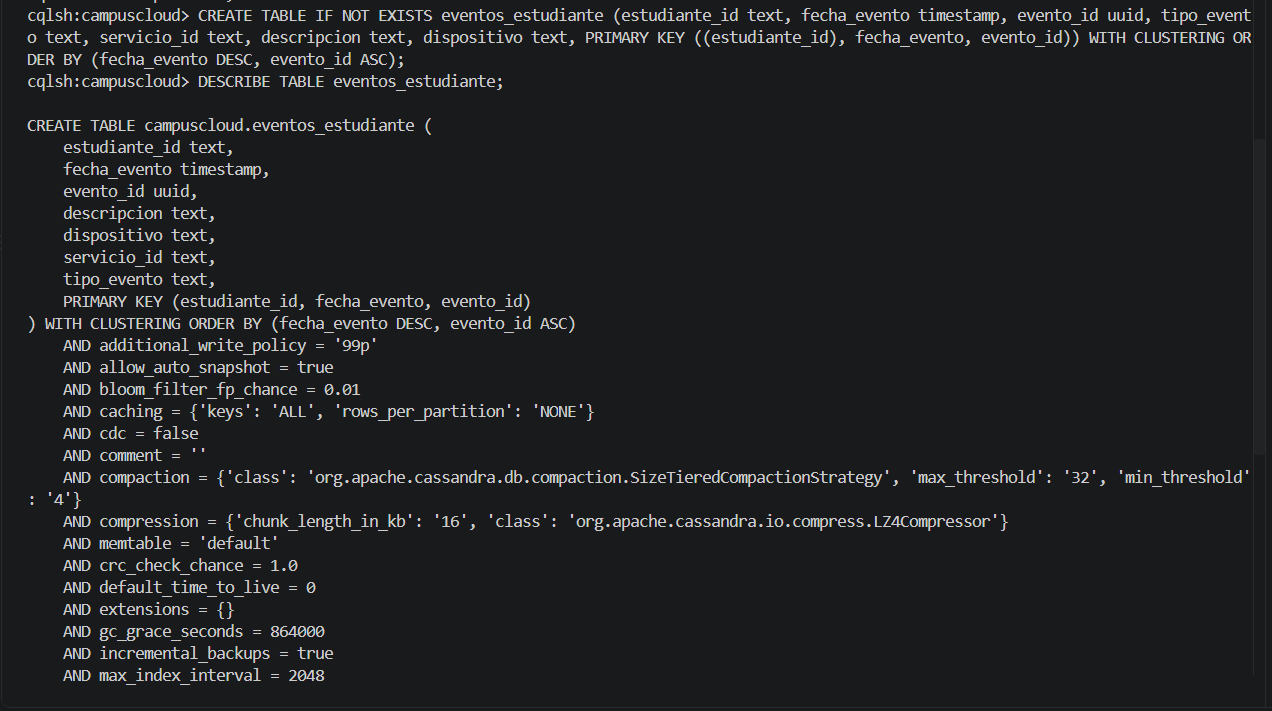 cqlsh:campuscloud> CREATE TABLE IF NOT EXISTS eventos_estudiante (estudiante_id text, fecha_evento timestamp, evento_id uuid, tipo_event
o text, servicio_id text, descripcion text, dispositivo text, PRIMARY KEY ((estudiante_id), fecha_evento, evento_id)) WITH CLUSTERING OR
DER BY (fecha_evento DESC, evento_id ASC);
cqlsh:campuscloud> DESCRIBE TABLE eventos_estudiante;
CREATE TABLE campuscloud.eventos_estudiante (
    estudiante_id text,
    fecha_evento timestamp,
    evento_id uuid,
    descripcion text,
    dispositivo text,
    servicio_id text,
    tipo_evento text,
    PRIMARY KEY (estudiante_id, fecha_evento, evento_id)
) WITH CLUSTERING ORDER BY (fecha_evento DESC, evento_id ASC)
    AND additional_write_policy = '99p'
    AND allow_auto_snapshot = true
    AND bloom_filter_fp_chance = 0.01
    AND caching = {'keys': 'ALL', 'rows_per_partition': 'NONE'}
    AND cdc = false
    AND comment = ''
    AND compaction = {'class': 'org.apache.cassandra.db.compaction.SizeTieredCompactionStrategy', 'max_threshold': '32', 'min_threshold'
: '4'}
    AND compression = {'chunk_length_in_kb': '16', 'class': 'org.apache.cassandra.io.compress.LZ4Compressor'}
    AND memtable = 'default'
    AND crc_check_chance = 1.0
    AND default_time_to_live = 0
    AND extensions = {}
    AND gc_grace_seconds = 864000
    AND incremental_backups = true
    AND max_index_interval = 2048